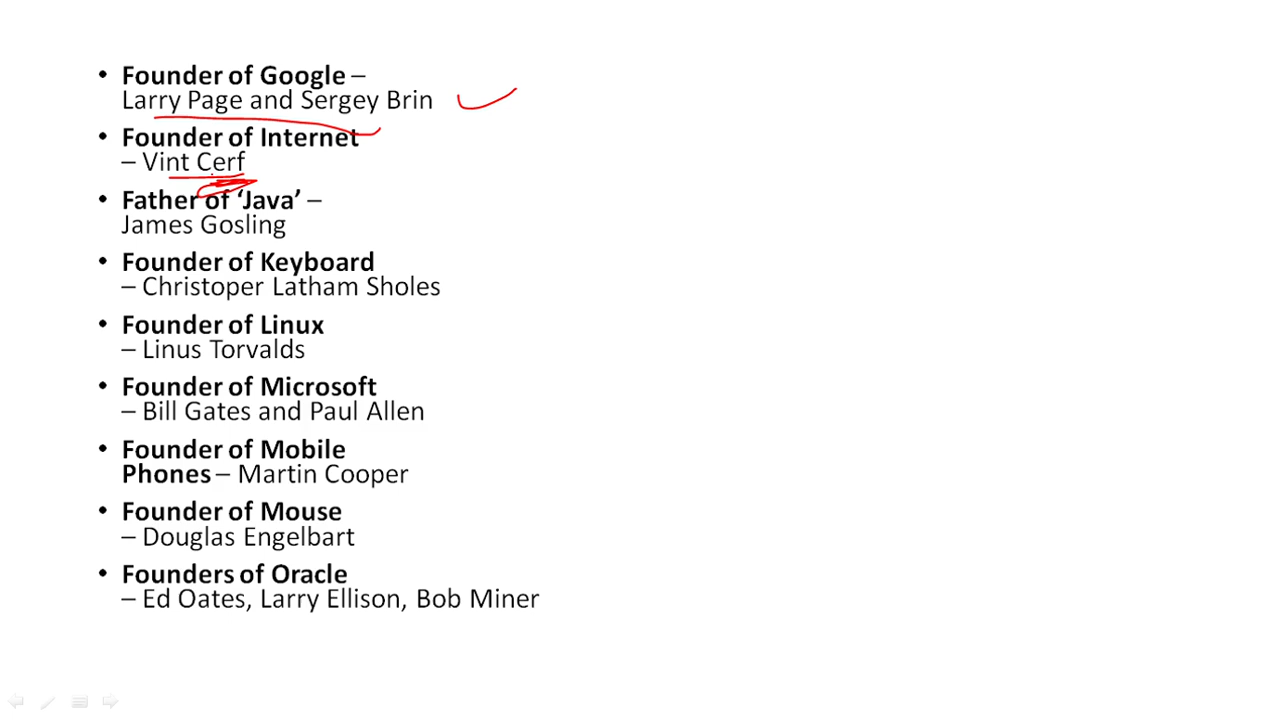 • Founder of Google –
Larry Page and Sergey Brin
• Founder of Internet
– Vint Cerf
• Father of ‘Java’ –
James Gosling
• Founder of Keyboard
– Christoper Latham Sholes
• Founder of Linux
– Linus Torvalds
• Founder of Microsoft
– Bill Gates and Paul Allen
• Founder of Mobile
Phones – Martin Cooper
• Founder of Mouse
– Douglas Engelbart
• Founders of Oracle
– Ed Oates, Larry Ellison, Bob Miner